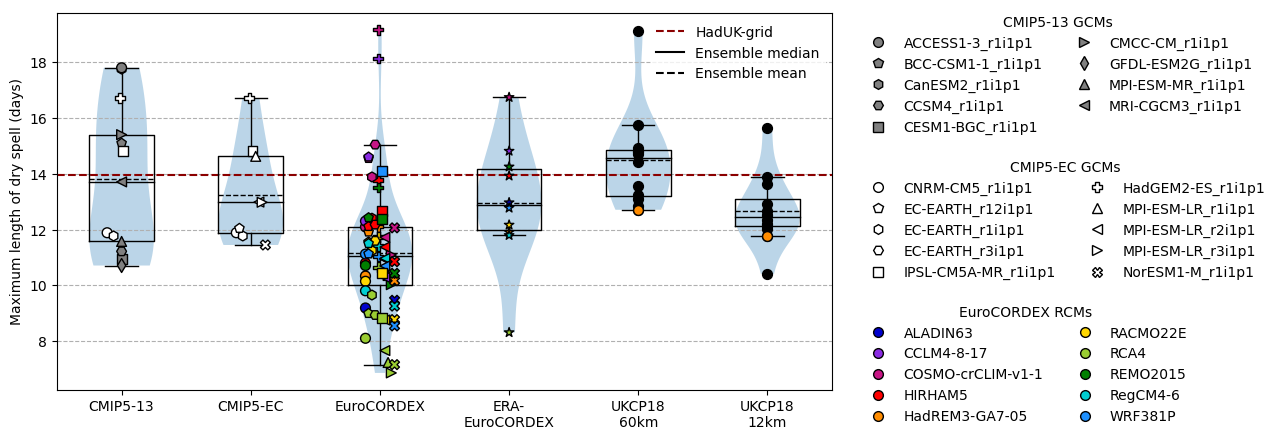 Maximum length of dry spell (days)
18
16
14
12
10
8
CMIP5-13
CMIP5-EC
EuroCORDEX
ERA-
EuroCORDEX
UKCP18
60km
UKCP18
12km
HadUK-grid
Ensemble median
Ensemble mean
CMIP5-13 GCMs
ACCESS1-3_r1i1p1
BCC-CSM1-1_r1i1p1
CanESM2_r1i1p1
CCSM4_r1i1p1
CESM1-BGC_r1i1p1
CMCC-CM_r1i1p1
GFDL-ESM2G_r1i1p1
MPI-ESM-MR_r1i1p1
MRI-CGCM3_r1i1p1
CMIP5-EC GCMs
CNRM-CM5_r1i1p1
EC-EARTH_r12i1p1
EC-EARTH_r1i1p1
EC-EARTH_r3i1p1
IPSL-CM5A-MR_r1i1p1
HadGEM2-ES_r1i1p1
MPI-ESM-LR_r1i1p1
MPI-ESM-LR_r2i1p1
MPI-ESM-LR_r3i1p1
NorESM1-M_r1i1p1
EuroCORDEX RCMs
ALADIN63
CCLM4-8-17
COSMO-crCLIM-v1-1
HIRHAM5
HadREM3-GA7-05
RACMO22E
RCA4
REMO2015
RegCM4-6
WRF381P